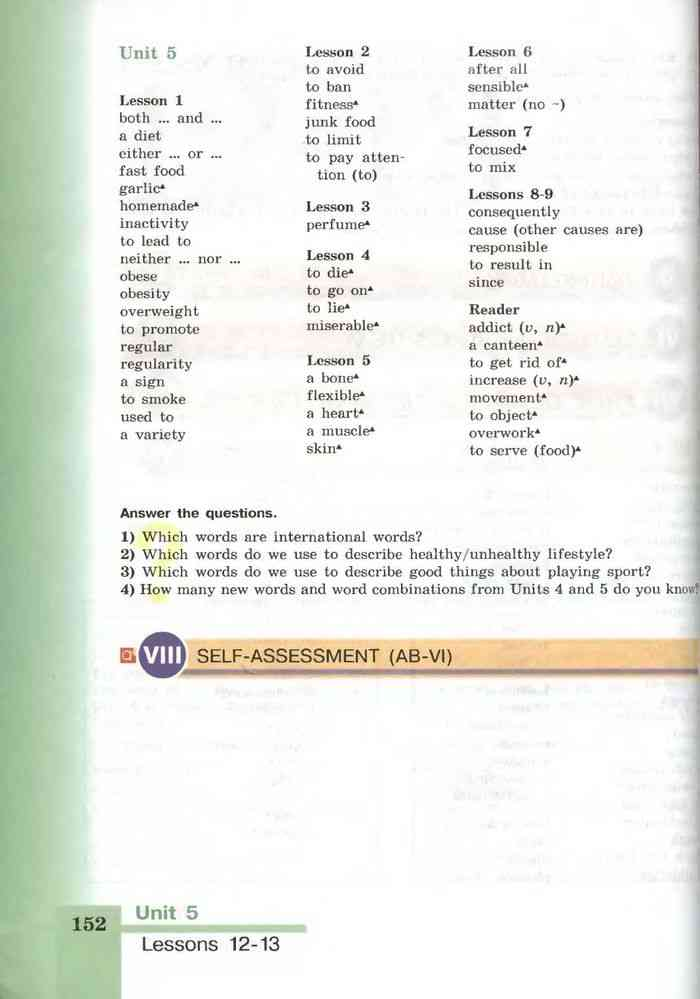 Unit 5
Lesson 1
both ... and ...
a diet
either ... or ...
fast food
garlic▲
homemade▲
inactivity
to lead to
neither ... nor ...
obese
obesity
overweight
to promote
regular
regularity
a sign
to smoke
used to
a variety
Lesson 2
to avoid
to ban
fitness▲
junk food
to limit
to pay atten-
tion (to)
Lesson 3
perfume▲
Lesson 4
to die▲
to go on▲
to lie▲
miserable▲
Lesson 5
a bone▲
flexible▲
a heart▲
a muscle▲
skin▲
Lesson 6
after all
sensible▲
matter (no ~)
Lesson 7
focused▲
to mix
Lessons 8-9
consequently
cause (other causes are)
responsible
to result in
since
Reader
addict (v, n)▲
a canteen▲
to get rid of▲
increase (v, n)▲
movement▲
to object▲
overwork▲
to serve (food)▲
Answer the questions.
1) Which words are international words?
2) Which words do we use to describe healthy/unhealthy lifestyle?
3) Which words do we use to describe good things about playing sport?
4) How many new words and word combinations from Units 4 and 5 do you know?
VIII SELF-ASSESSMENT (AB-VI)
152
Unit 5
Lessons 12-13